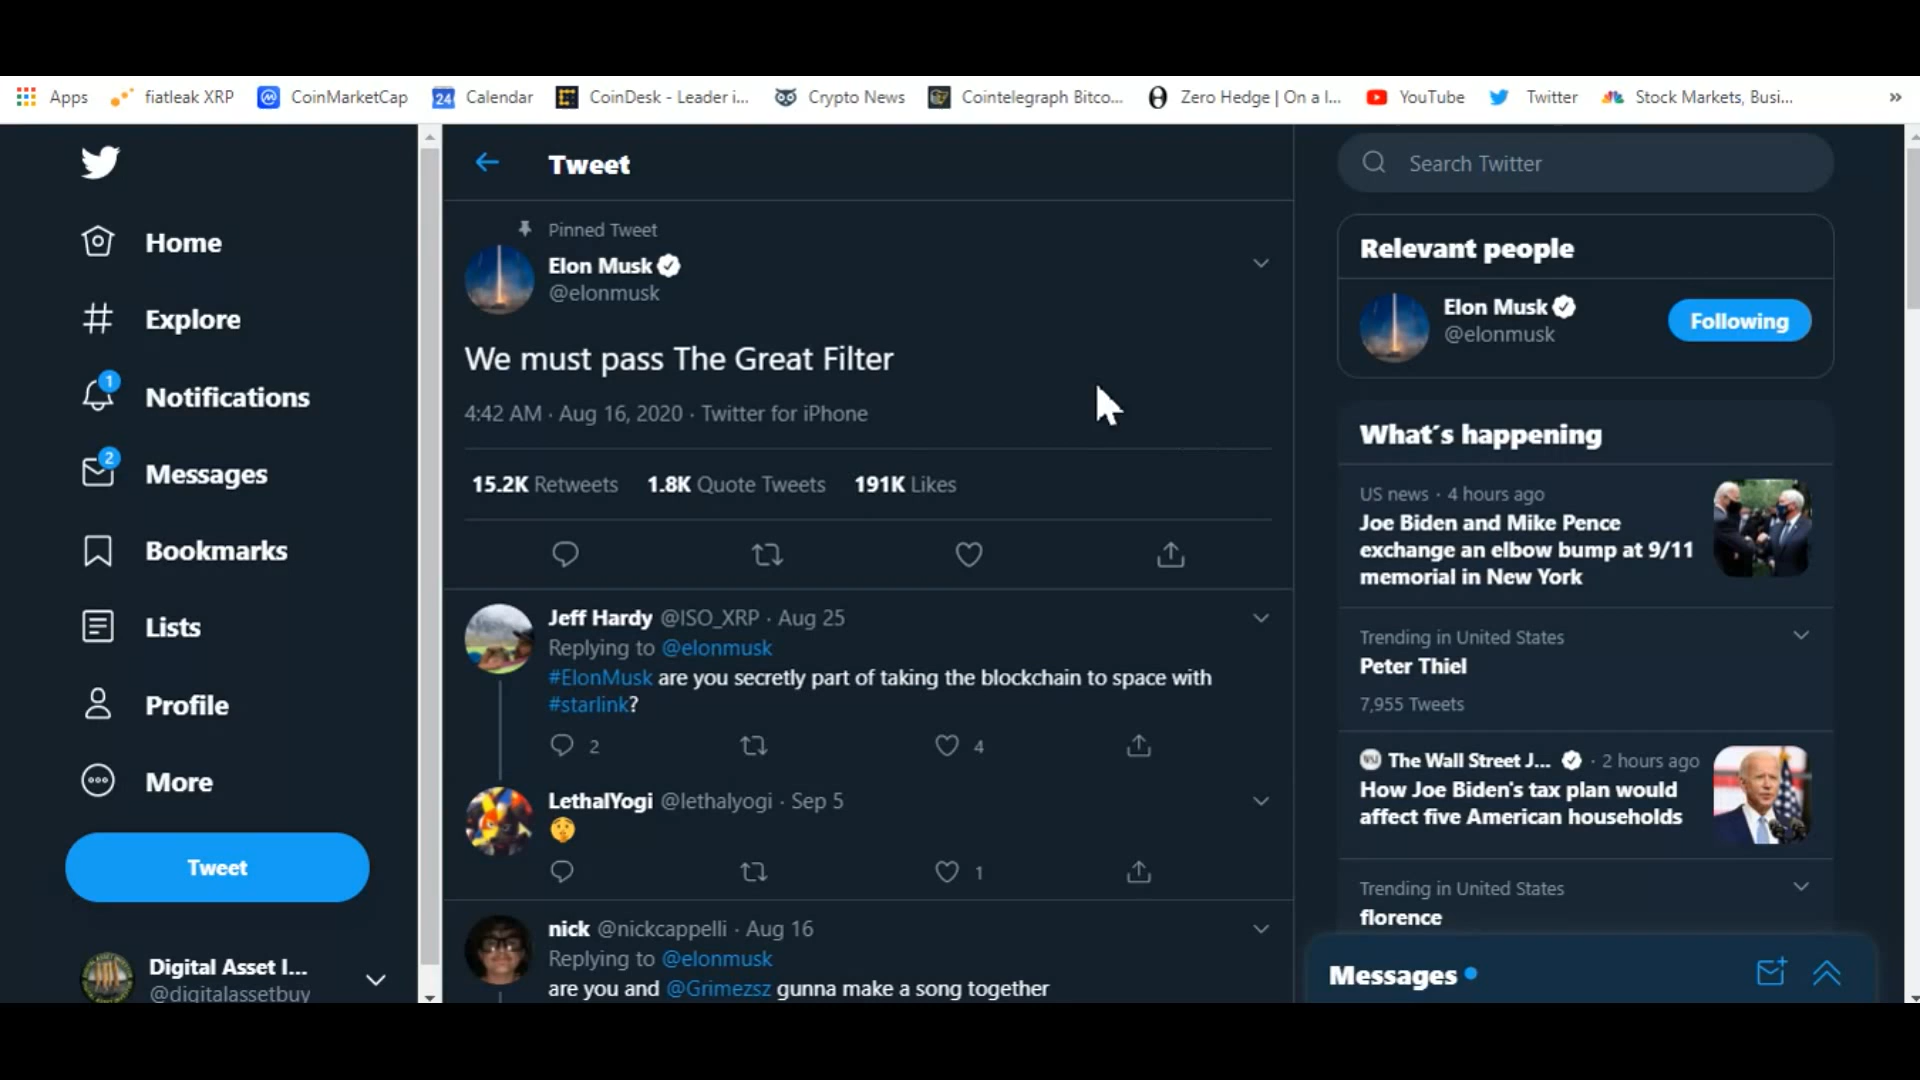 Apps fiatleak XRP CoinMarketCap 24 Calendar CoinDesk - Leader i... Crypto News Cointelegraph Bitco... Zero Hedge | On a l... YouTube Twitter Stock Markets, Busi... »
Home
Explore
1
Notifications
2
Messages
Bookmarks
Lists
Profile
More
Tweet
Digital Asset I...
@digitalassetbuy
Tweet
Pinned Tweet
Elon Musk
@elonmusk
We must pass The Great Filter
4:42 AM · Aug 16, 2020 · Twitter for iPhone
15.2K Retweets 1.8K Quote Tweets 191K Likes
Jeff Hardy @ISO_XRP · Aug 25
Replying to @elonmusk
#ElonMusk are you secretly part of taking the blockchain to space with
#starlink?
2 4
LethalYogi @lethalyogi · Sep 5
🤫
1
nick @nickcappelli · Aug 16
Replying to @elonmusk
are you and @Grimezsz gunna make a song together
Search Twitter
Relevant people
Elon Musk
@elonmusk
Following
What's happening
US news · 4 hours ago
Joe Biden and Mike Pence
exchange an elbow bump at 9/11
memorial in New York
Trending in United States
Peter Thiel
7,955 Tweets
The Wall Street J... · 2 hours ago
How Joe Biden's tax plan would
affect five American households
Trending in United States
florence
Messages